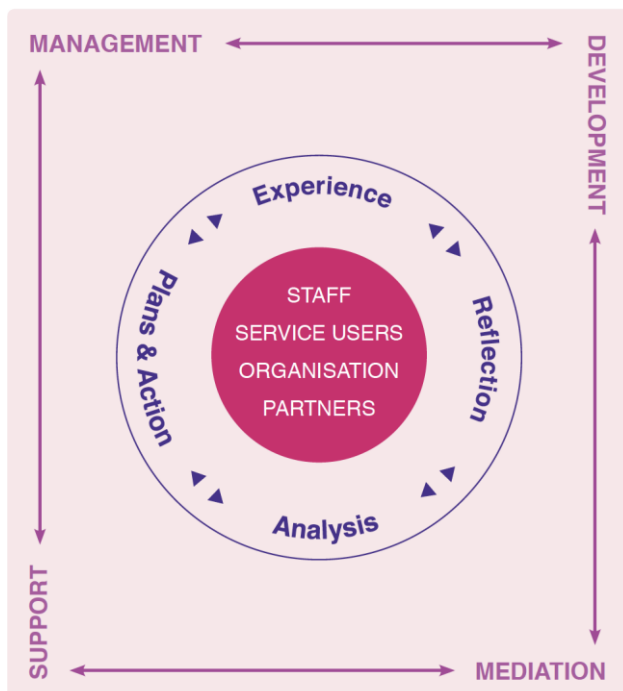 MANAGEMENT
DEVELOPMENT
Experience
Plans & Action
STAFF
SERVICE USERS
ORGANISATION
PARTNERS
Reflection
Analysis
SUPPORT
MEDIATION